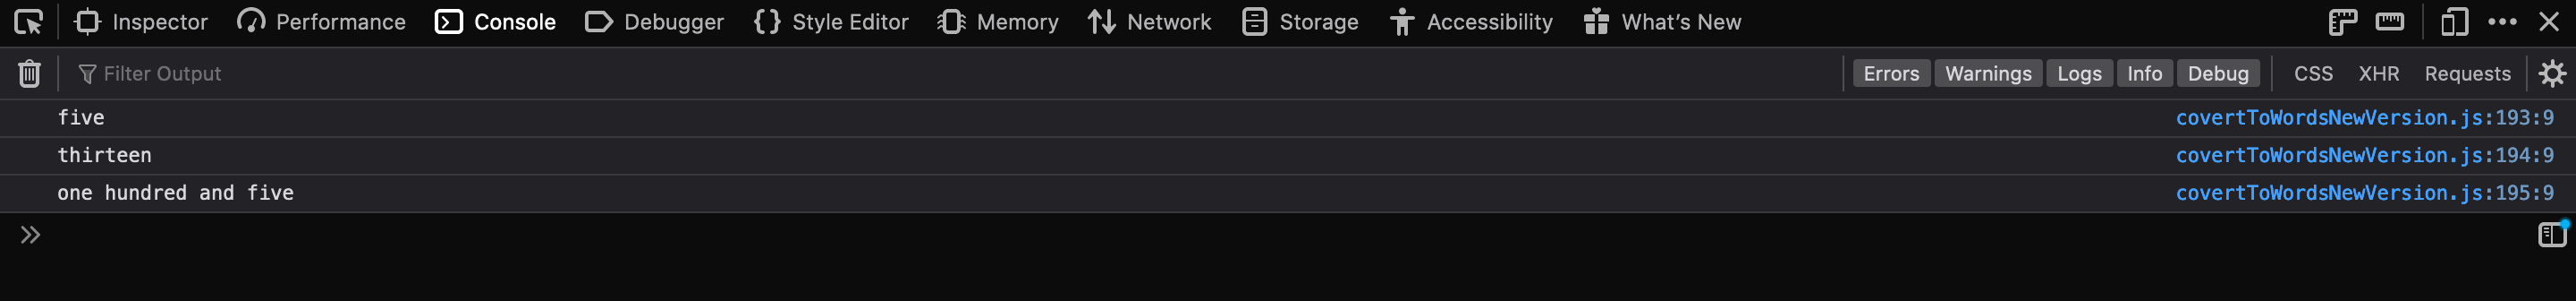 Inspector Performance Console Debugger Style Editor Memory Network Storage Accessibility What’s New
Filter Output Errors Warnings Logs Info Debug CSS XHR Requests
five covertToWordsNewVersion.js:193:9
thirteen covertToWordsNewVersion.js:194:9
one hundred and five covertToWordsNewVersion.js:195:9